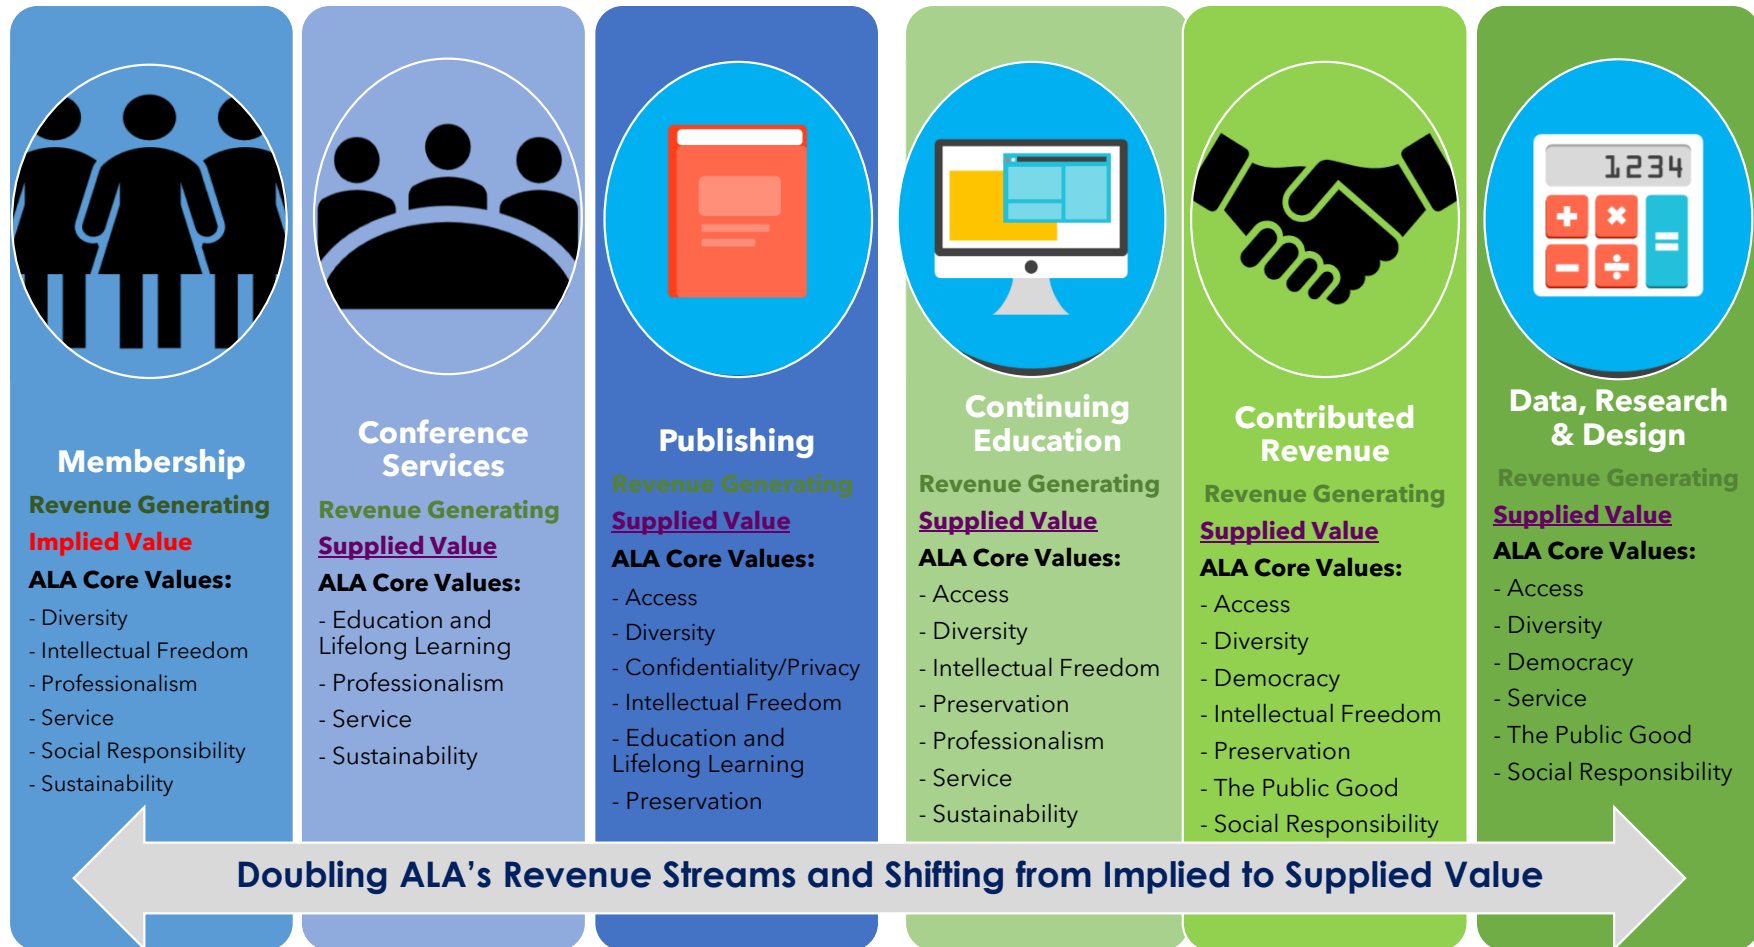 Membership
Revenue Generating
Implied Value
ALA Core Values:
- Diversity
- Intellectual Freedom
- Professionalism
- Service
- Social Responsibility
- Sustainability
Conference
Services
Revenue Generating
Supplied Value
ALA Core Values:
- Education and
Lifelong Learning
- Professionalism
- Service
- Sustainability
Publishing
Revenue Generating
Supplied Value
ALA Core Values:
- Access
- Diversity
- Confidentiality/Privacy
- Intellectual Freedom
- Education and
Lifelong Learning
- Preservation
Continuing
Education
Revenue Generating
Supplied Value
ALA Core Values:
- Access
- Diversity
- Intellectual Freedom
- Preservation
- Professionalism
- Service
- Sustainability
Contributed
Revenue
Revenue Generating
Supplied Value
ALA Core Values:
- Access
- Diversity
- Democracy
- Intellectual Freedom
- Preservation
- The Public Good
- Social Responsibility
1234
+ ×
− ÷ =
Data, Research
& Design
Revenue Generating
Supplied Value
ALA Core Values:
- Access
- Diversity
- Democracy
- Service
- The Public Good
- Social Responsibility
Doubling ALA's Revenue Streams and Shifting from Implied to Supplied Value